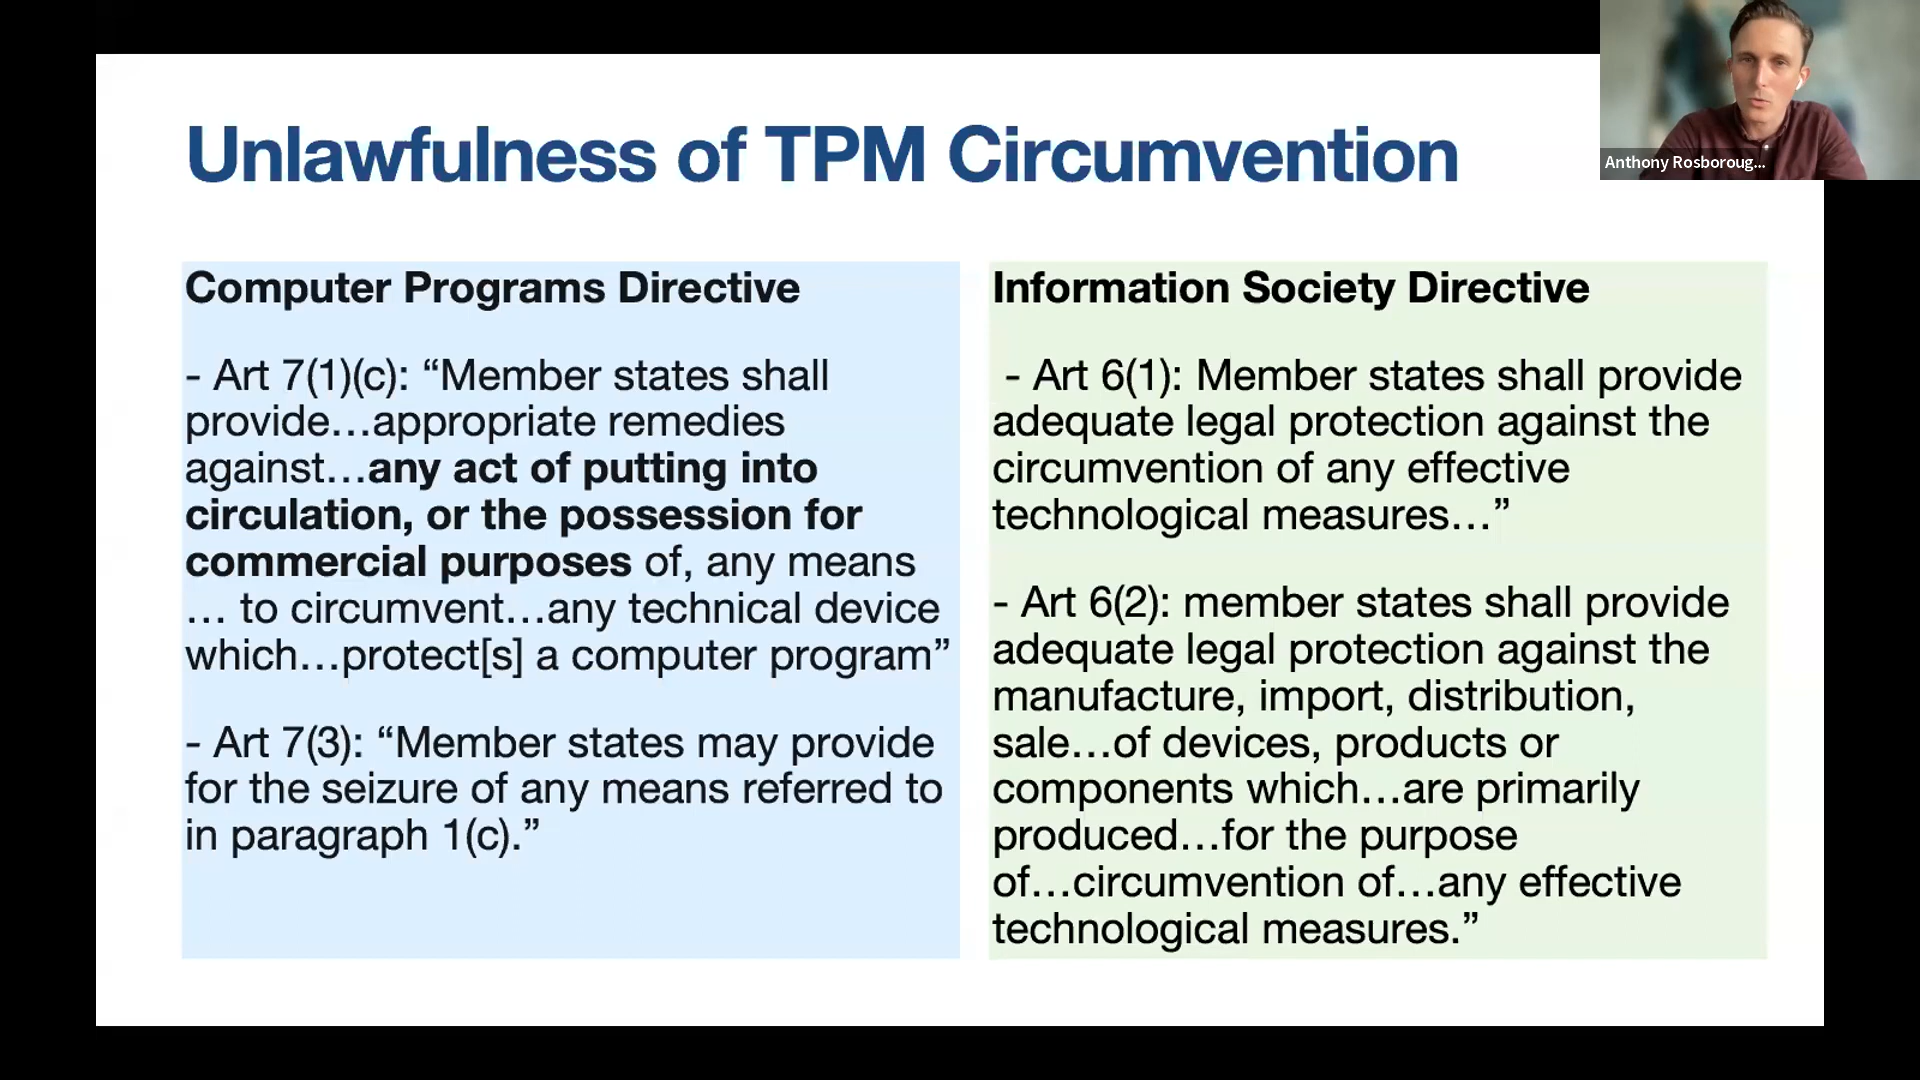 Unlawfulness of TPM Circumvention
Anthony Rosboroug...
Computer Programs Directive
- Art 7(1)(c): “Member states shall
provide…appropriate remedies
against…any act of putting into
circulation, or the possession for
commercial purposes of, any means
… to circumvent…any technical device
which…protect[s] a computer program”
- Art 7(3): “Member states may provide
for the seizure of any means referred to
in paragraph 1(c).”
Information Society Directive
- Art 6(1): Member states shall provide
adequate legal protection against the
circumvention of any effective
technological measures…”
- Art 6(2): member states shall provide
adequate legal protection against the
manufacture, import, distribution,
sale…of devices, products or
components which…are primarily
produced…for the purpose
of…circumvention of…any effective
technological measures.”